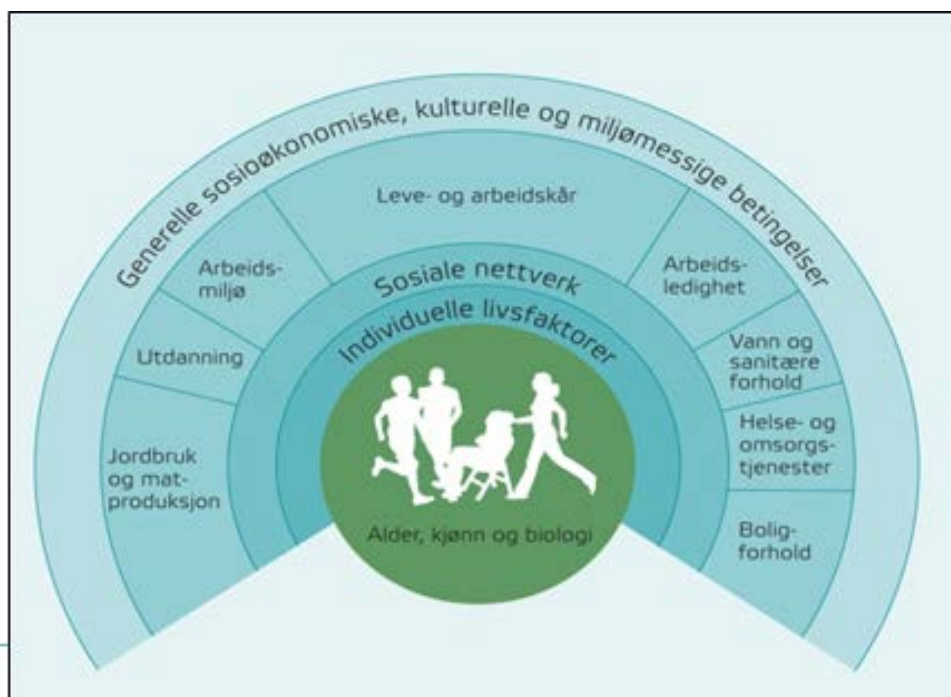 Generelle sosioøkonomiske, kulturelle og miljømessige betingelser
Leve- og arbeidskår
Arbeids-
miljø
Utdanning
Jordbruk
og mat-
produksjon
Arbeids-
ledighet
Vann og
sanitære
forhold
Helse- og
omsorgs-
tjenester
Bolig-
forhold
Sosiale nettverk
Individuelle livsfaktorer
Alder, kjønn og biologi